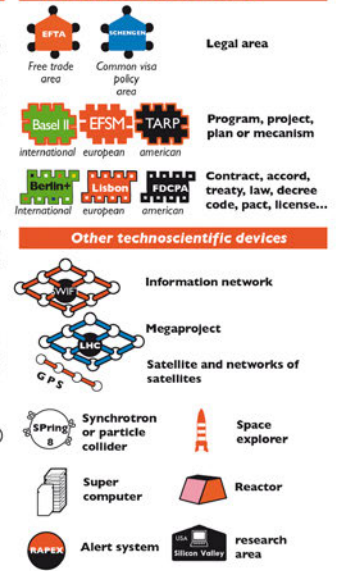 EFTA
SCHENGEN
Legal area
Free trade
area
Common visa
policy
area
Basel II
EFSM
TARP
Program, project,
plan or mecanism
international european american
Berlin+
Lisbon
FDCPA
Contract, accord,
treaty, law, decree
code, pact, license...
International european american
Other technoscientific devices
SWIFT
Information network
LHC
Megaproject
GPS
Satellite and networks of
satellites
SPring
8
Synchrotron
or particle
collider
Space
explorer
Super
computer
Reactor
RAPEX
Alert system
USA
Silicon Valley
research
area